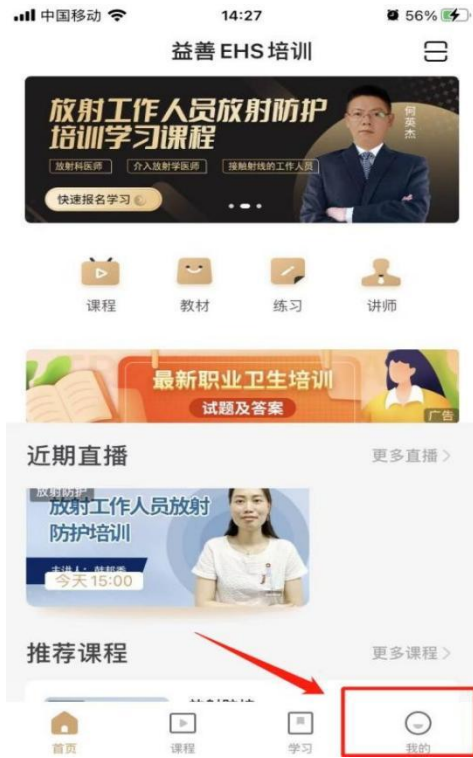 中国移动 14:27 56%
益善EHS培训
放射工作人员放射防护
培训学习课程
何英杰
放射科医师 介入放射学医师 接触射线的工作人员
快速报名学习
课程 教材 练习 讲师
最新职业卫生培训
试题及答案
广告
近期直播 更多直播
放射防护
放射工作人员放射
防护培训
今天 15:00
推荐课程 更多课程
首页 课程 学习 我的